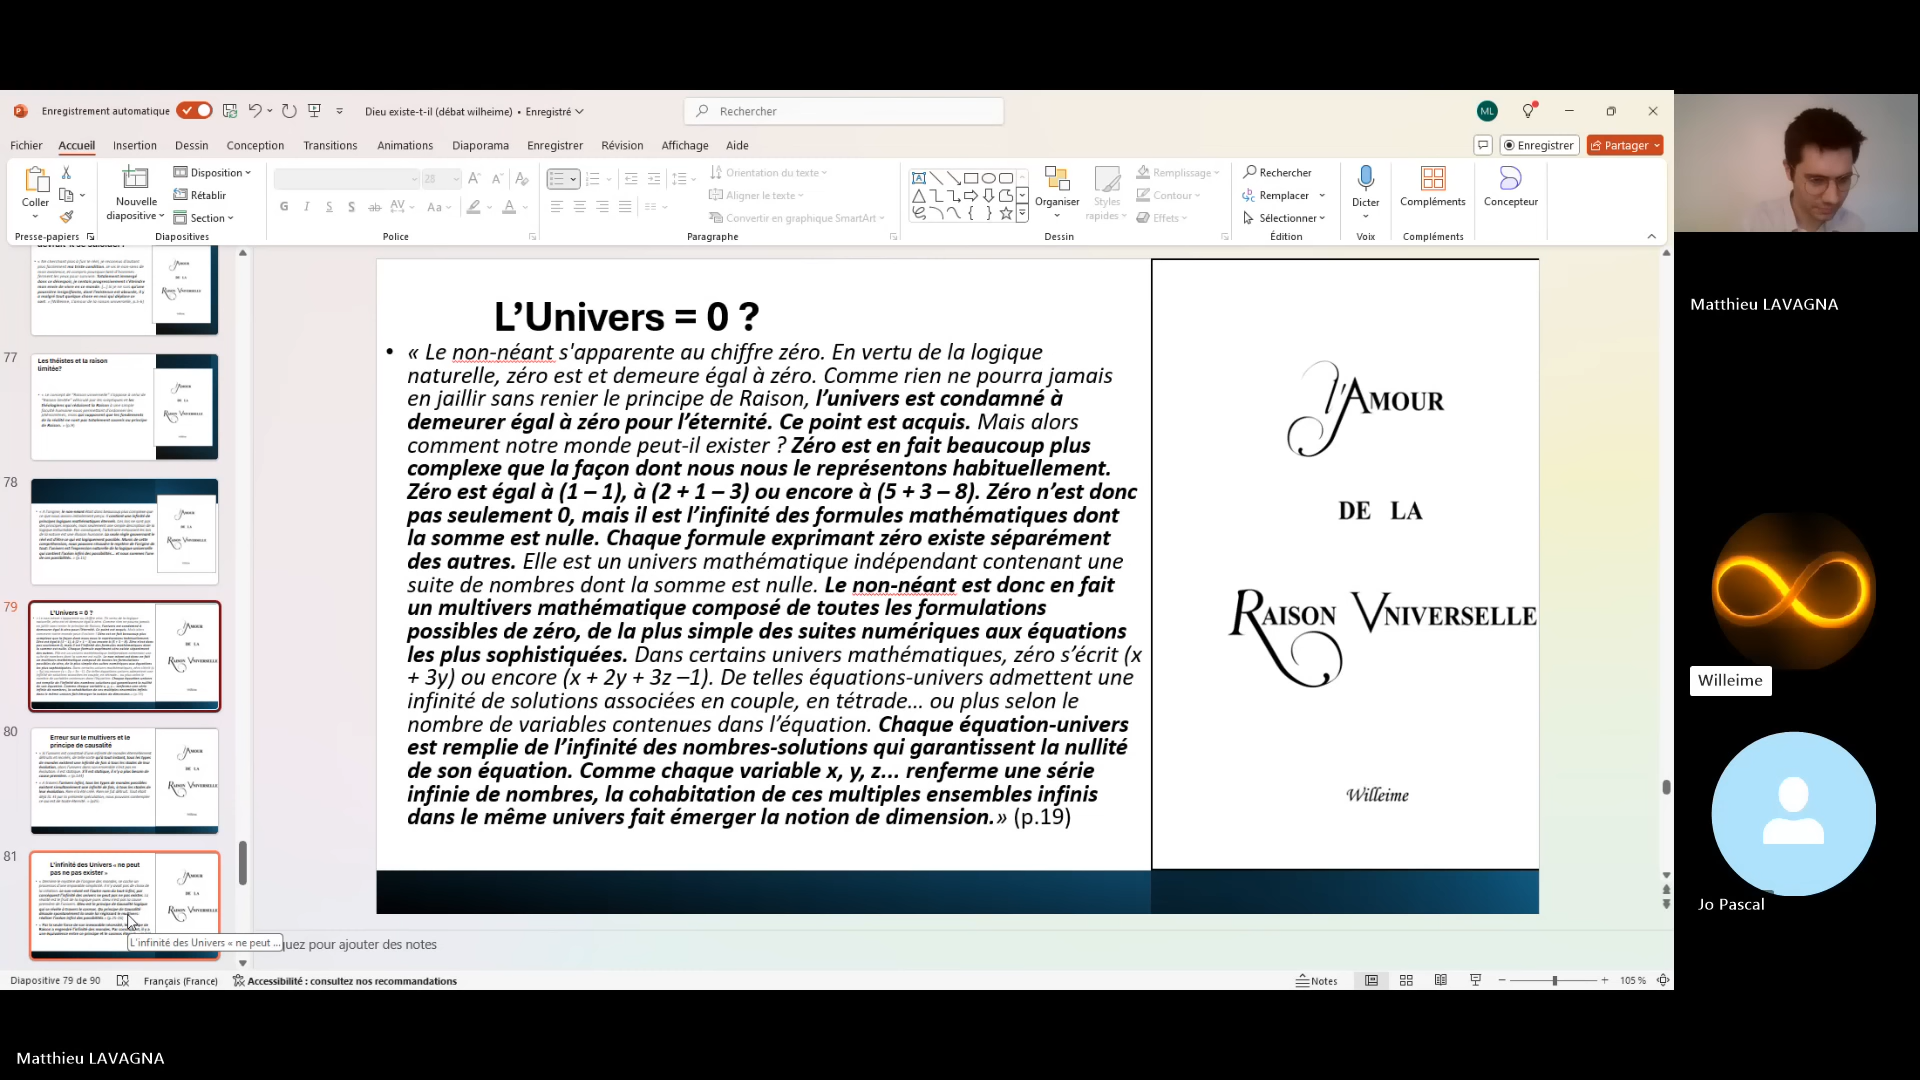 Enregistrement automatique
Dieu existe-t-il (débat wilheime) • Enregistré
Rechercher
ML
Fichier
Accueil
Insertion
Dessin
Conception
Transitions
Animations
Diaporama
Enregistrer
Révision
Affichage
Aide
Enregistrer
Partager
Coller
Nouvelle
diapositive
Disposition
Rétablir
Section
28
G I S S ab AV Aa
Orientation du texte
Aligner le texte
Convertir en graphique SmartArt
Organiser
Styles
rapides
Remplissage
Contour
Effets
Rechercher
Remplacer
Sélectionner
Dicter
Compléments
Concepteur
Presse-papiers
Diapositives
Police
Paragraphe
Dessin
Édition
Voix
Compléments
77
Les théistes et la raison
limitée?
78
79
L'Univers = 0 ?
80
Erreur sur le multivers et le
principe de causalité
81
L'infinité des Univers « ne peut
pas ne pas exister »
L'infinité des Univers « ne peut ...
L’Univers = 0 ?
• « Le non-néant s'apparente au chiffre zéro. En vertu de la logique
naturelle, zéro est et demeure égal à zéro. Comme rien ne pourra jamais
en jaillir sans renier le principe de Raison, l’univers est condamné à
demeurer égal à zéro pour l’éternité. Ce point est acquis. Mais alors
comment notre monde peut-il exister ? Zéro est en fait beaucoup plus
complexe que la façon dont nous nous le représentons habituellement.
Zéro est égal à (1 – 1), à (2 + 1 – 3) ou encore à (5 + 3 – 8). Zéro n’est donc
pas seulement 0, mais il est l’infinité des formules mathématiques dont
la somme est nulle. Chaque formule exprimant zéro existe séparément
des autres. Elle est un univers mathématique indépendant contenant une
suite de nombres dont la somme est nulle. Le non-néant est donc en fait
un multivers mathématique composé de toutes les formulations
possibles de zéro, de la plus simple des suites numériques aux équations
les plus sophistiquées. Dans certains univers mathématiques, zéro s’écrit (x
+ 3y) ou encore (x + 2y + 3z –1). De telles équations-univers admettent une
infinité de solutions associées en couple, en tétrade... ou plus selon le
nombre de variables contenues dans l’équation. Chaque équation-univers
est remplie de l’infinité des nombres-solutions qui garantissent la nullité
de son équation. Comme chaque variable x, y, z... renferme une série
infinie de nombres, la cohabitation de ces multiples ensembles infinis
dans le même univers fait émerger la notion de dimension.» (p.19)
l'Amour
DE LA
Raison Vniverselle
Willeime
quez pour ajouter des notes
Diapositive 79 de 90
Français (France)
Accessibilité : consultez nos recommandations
Notes
105 %
Matthieu LAVAGNA
Willeime
Jo Pascal
Matthieu LAVAGNA